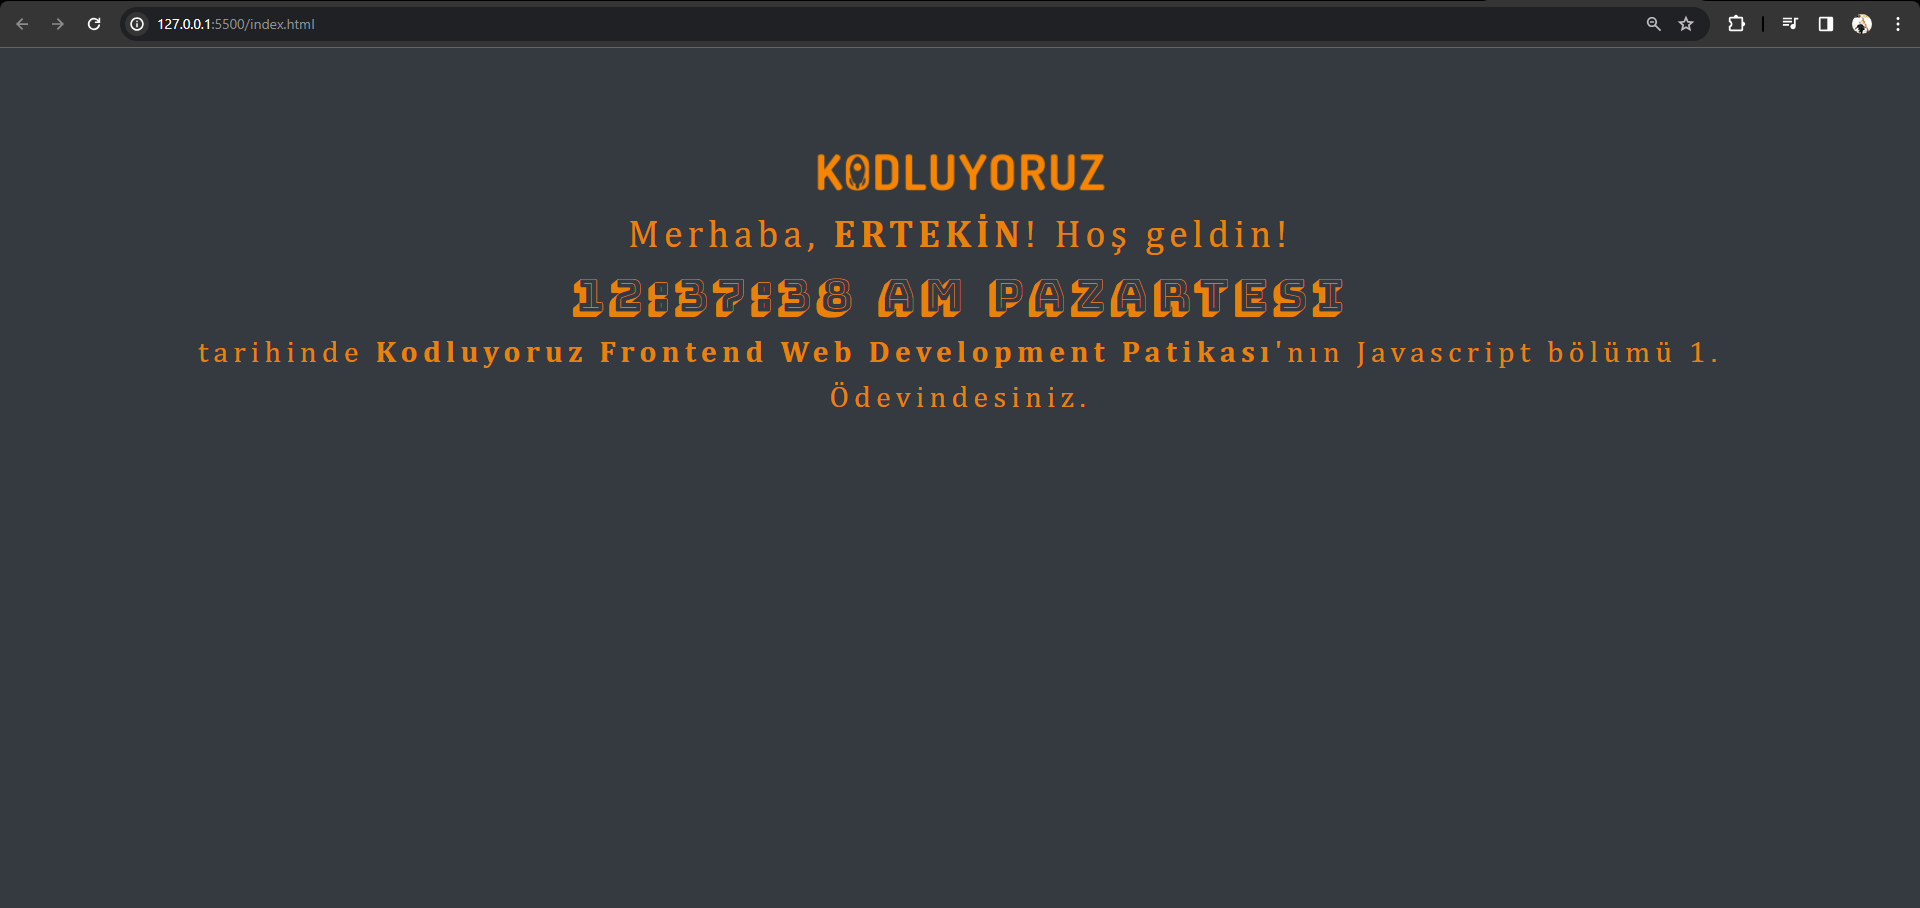 127.0.0.1:5500/index.html
KODLUYORUZ
Merhaba, ERTEKİN! Hoş geldin!
12:37:38 AM PAZARTESI
tarihinde Kodluyoruz Frontend Web Development Patikası'nın Javascript bölümü 1.
Ödevindesiniz.